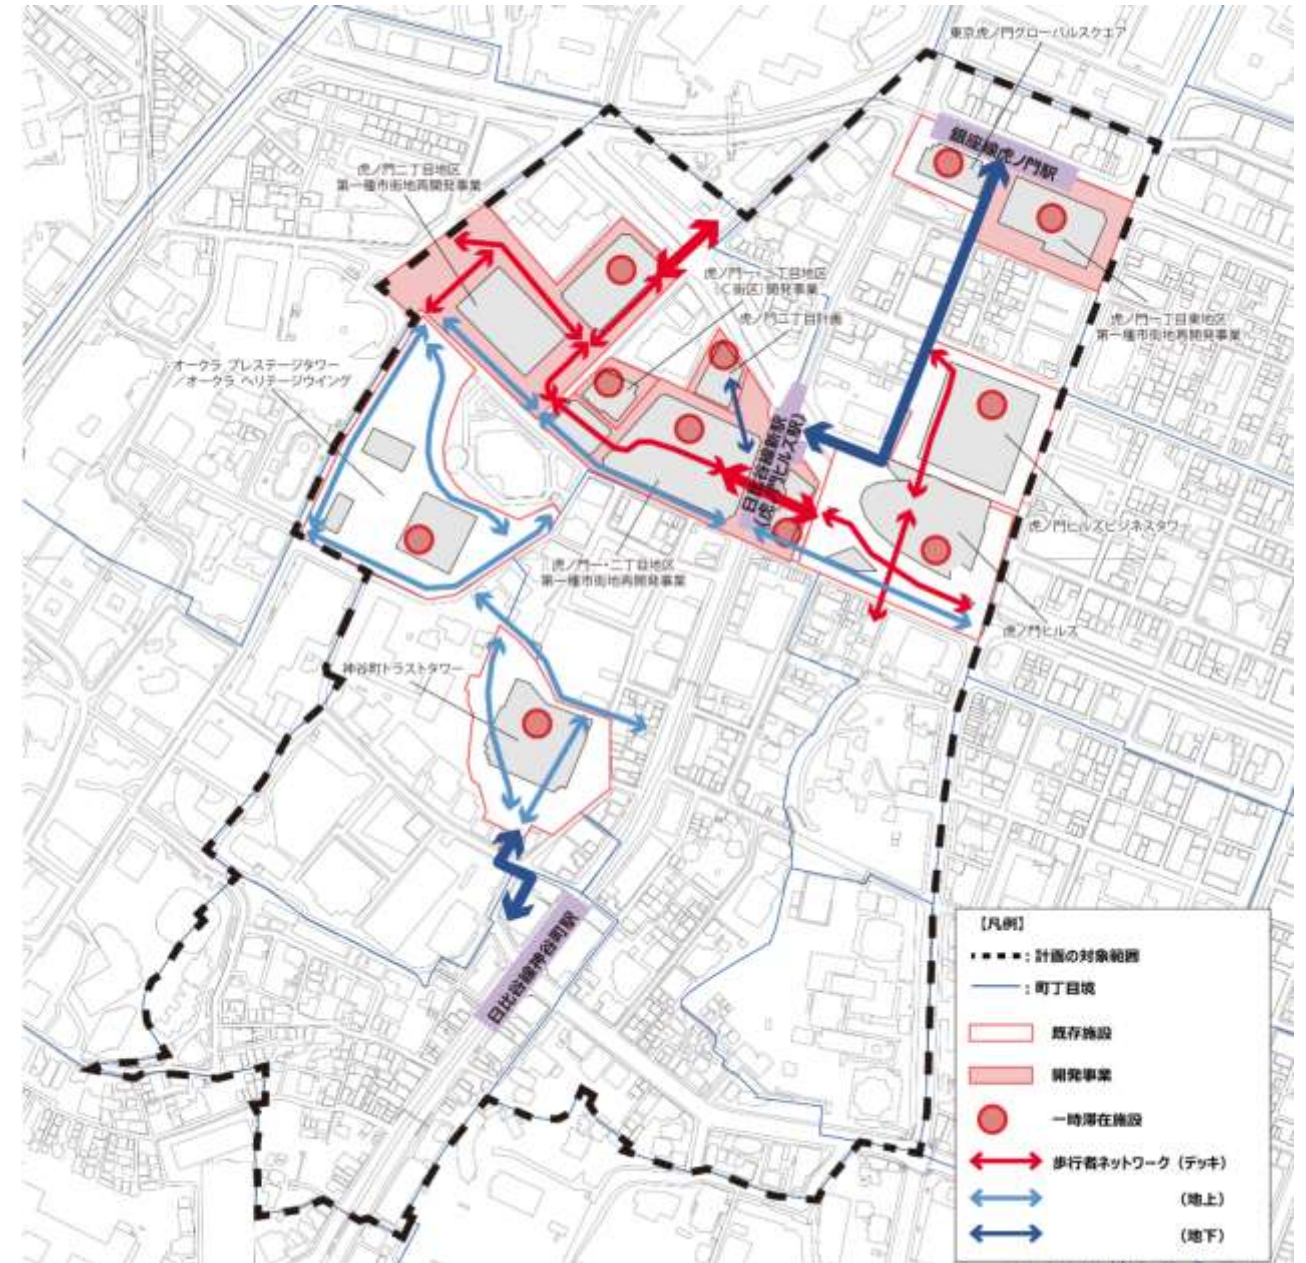 東京虎ノ門グローバルスクエア
銀座線虎ノ門駅
虎ノ門二丁目地区
第一種市街地再開発事業
虎ノ門一・二丁目地区
(C街区)開発事業
虎ノ門二丁目計画
虎ノ門一丁目東地区
第一種市街地再開発事業
オークラ プレステージタワー
/オークラ ヘリテージウイング
日比谷線新駅
(虎ノ門ヒルズ駅)
虎ノ門ヒルズビジネスタワー
虎ノ門一・二丁目地区
第一種市街地再開発事業
虎ノ門ヒルズ
神谷町トラストタワー
日比谷線神谷町駅
【凡例】
:計画の対象範囲
:町丁目境
既存施設
開発事業
一時滞在施設
歩行者ネットワーク(デッキ)
(地上)
(地下)